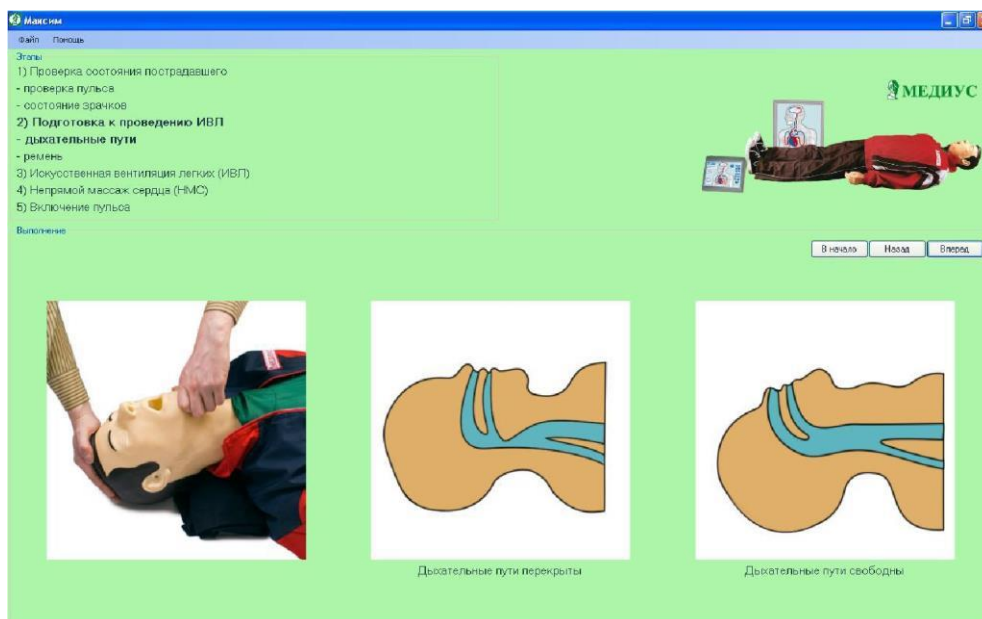 Максим
Файл Помощь
Этапы
1) Проверка состояния пострадавшего
- проверка пульса
- состояние зрачков
2) Подготовка к проведению ИВЛ
- дыхательные пути
- ремень
3) Искусственная вентиляция легких (ИВЛ)
4) Непрямой массаж сердца (НМС)
5) Включение пульса
МЕДИУС
Выполнение
В начало Назад Вперед
Дыхательные пути перекрыты
Дыхательные пути свободны